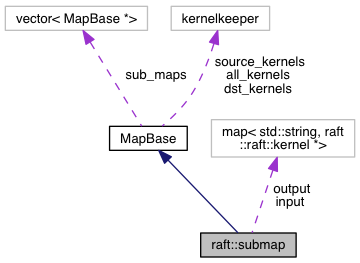 vector< MapBase *>
kernelkeeper
sub_maps
source_kernels
all_kernels
dst_kernels
MapBase
map< std::string, raft
::raft::kernel *>
output
input
raft::submap